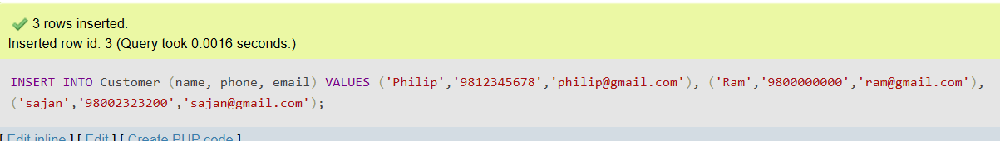 3 rows inserted.
Inserted row id: 3 (Query took 0.0016 seconds.)
INSERT INTO Customer (name, phone, email) VALUES ('Philip','9812345678','philip@gmail.com'), ('Ram','9800000000','ram@gmail.com'),
('sajan','98002323200','sajan@gmail.com');
[ Edit inline ] [ Edit ] [ Create PHP code ]